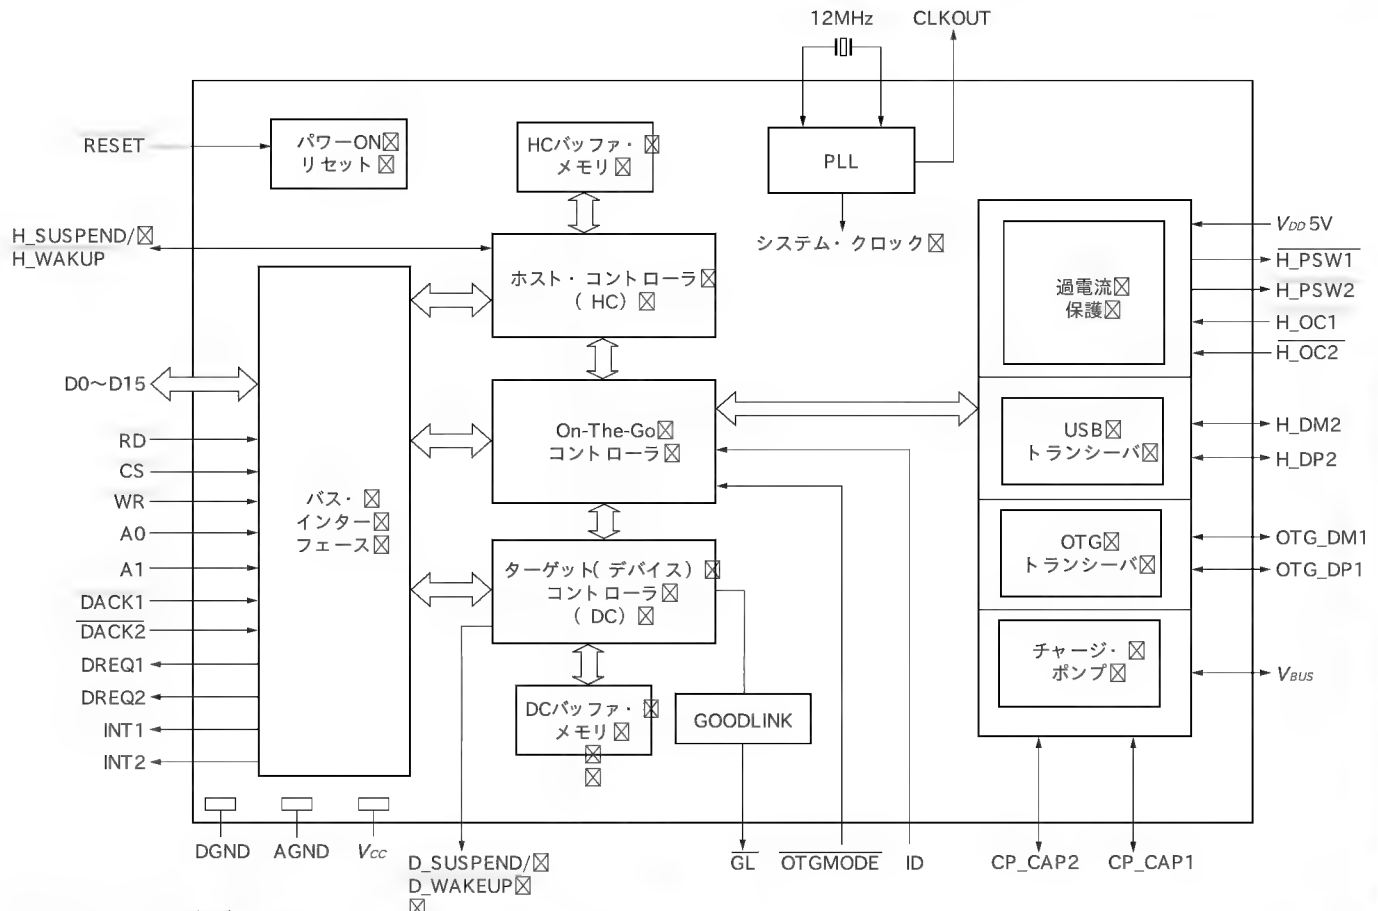 12MHz
CLKOUT
RESET
パワーON
リセット
HCバッファ・
メモリ
PLL
H_SUSPEND/
H_WAKUP
システム・クロック
ホスト・コントローラ
(HC)
VDD 5V
H_PSW1
H_PSW2
H_OC1
H_OC2
過電流
保護
D0～D15
RD
CS
WR
A0
A1
DACK1
DACK2
DREQ1
DREQ2
INT1
INT2
バス・
インター
フェース
On-The-Go
コントローラ
USB
トランシーバ
H_DM2
H_DP2
ターゲット(デバイス)
コントローラ
(DC)
OTG
トランシーバ
OTG_DM1
OTG_DP1
DCバッファ・
メモリ
GOODLINK
チャージ・
ポンプ
VBUS
DGND
AGND
VCC
D_SUSPEND/
D_WAKEUP
GL
OTGMODE
ID
CP_CAP2
CP_CAP1